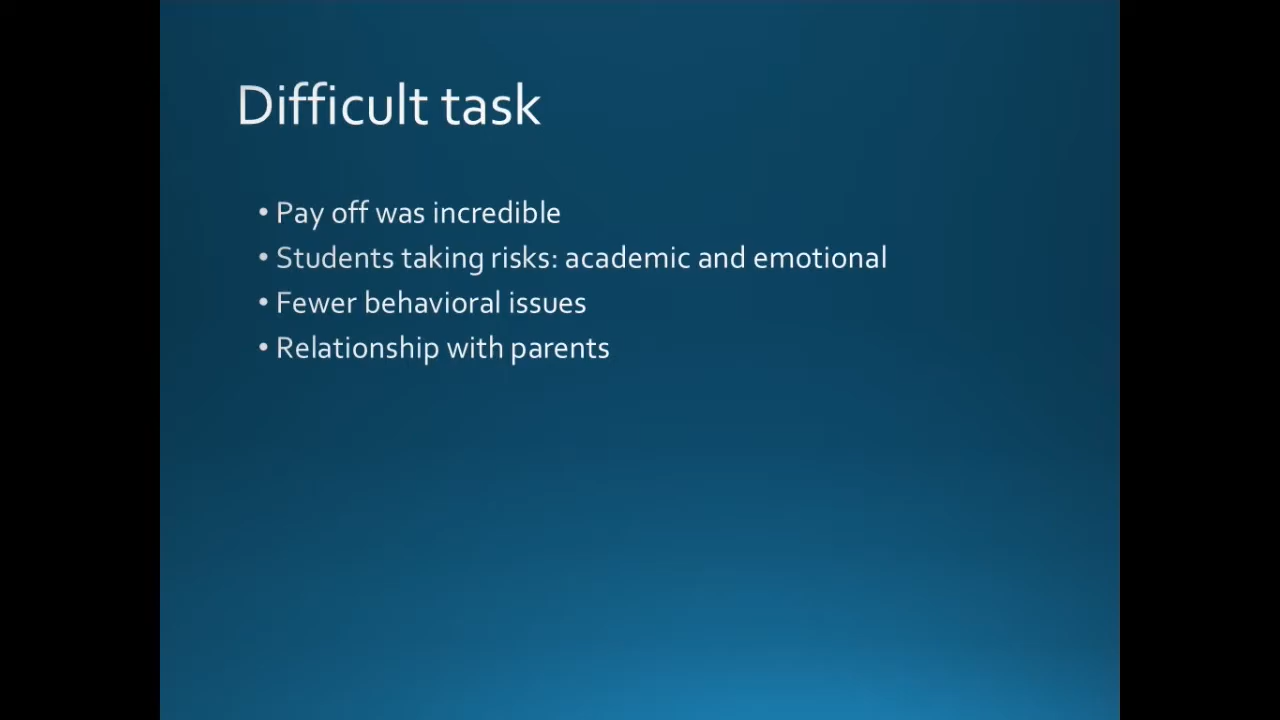 Difficult task
• Pay off was incredible
• Students taking risks: academic and emotional
• Fewer behavioral issues
• Relationship with parents